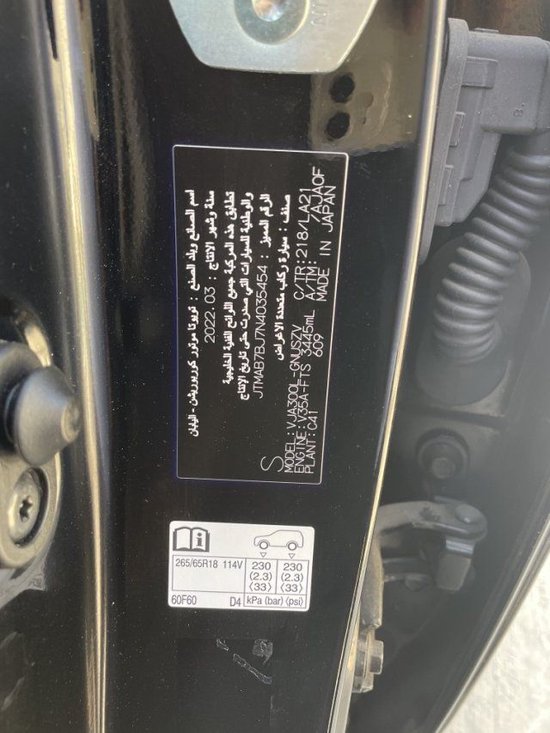 اسم الصانع وبلد الصنع : تويوتا موتور كوربوريشن - اليابان
سنة وشهر الإنتاج : 2022.03
تطابق هذه المركبة جميع اللوائح الفنية الخليجية
والوطنية للسيارات التي صدرت حتى تاريخ الإنتاج
الرقم المميز : JTMAB7BJ7N4035454
صنف : سيارة ركاب متعددة الأغراض
S
MODEL: VJA300L-GNUSZV C/TR:218/LA21
ENGINE: V35A-FTS 3445mL A/TM: /AJA0F
PLANT: C41 609 MADE IN JAPAN
265/65R18 114V 230 230
(2.3) (2.3)
⟨33⟩ ⟨33⟩
60F60 D4 kPa (bar) ⟨psi⟩